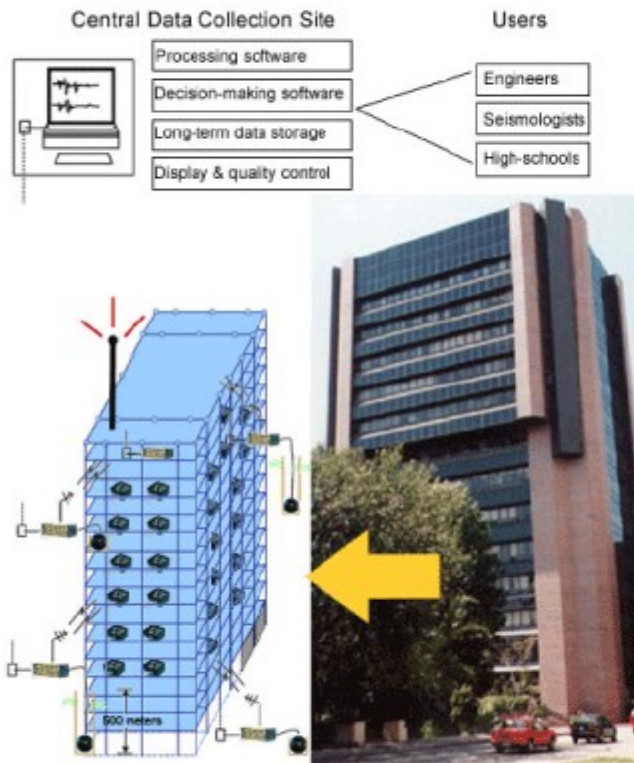 Central Data Collection Site
Users
Processing software
Decision-making software
Long-term data storage
Display & quality control
Engineers
Seismologists
High-schools
500 neters